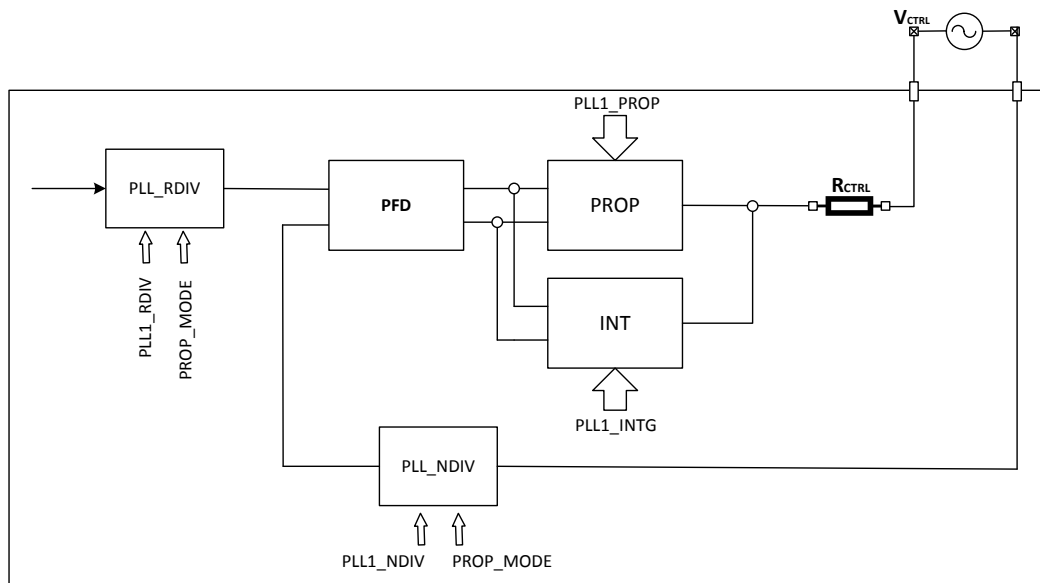 VCTRL
PLL1_PROP
PLL_RDIV
PFD
PROP
RCTRL
PLL1_RDIV
PROP_MODE
INT
PLL1_INTG
PLL_NDIV
PLL1_NDIV
PROP_MODE